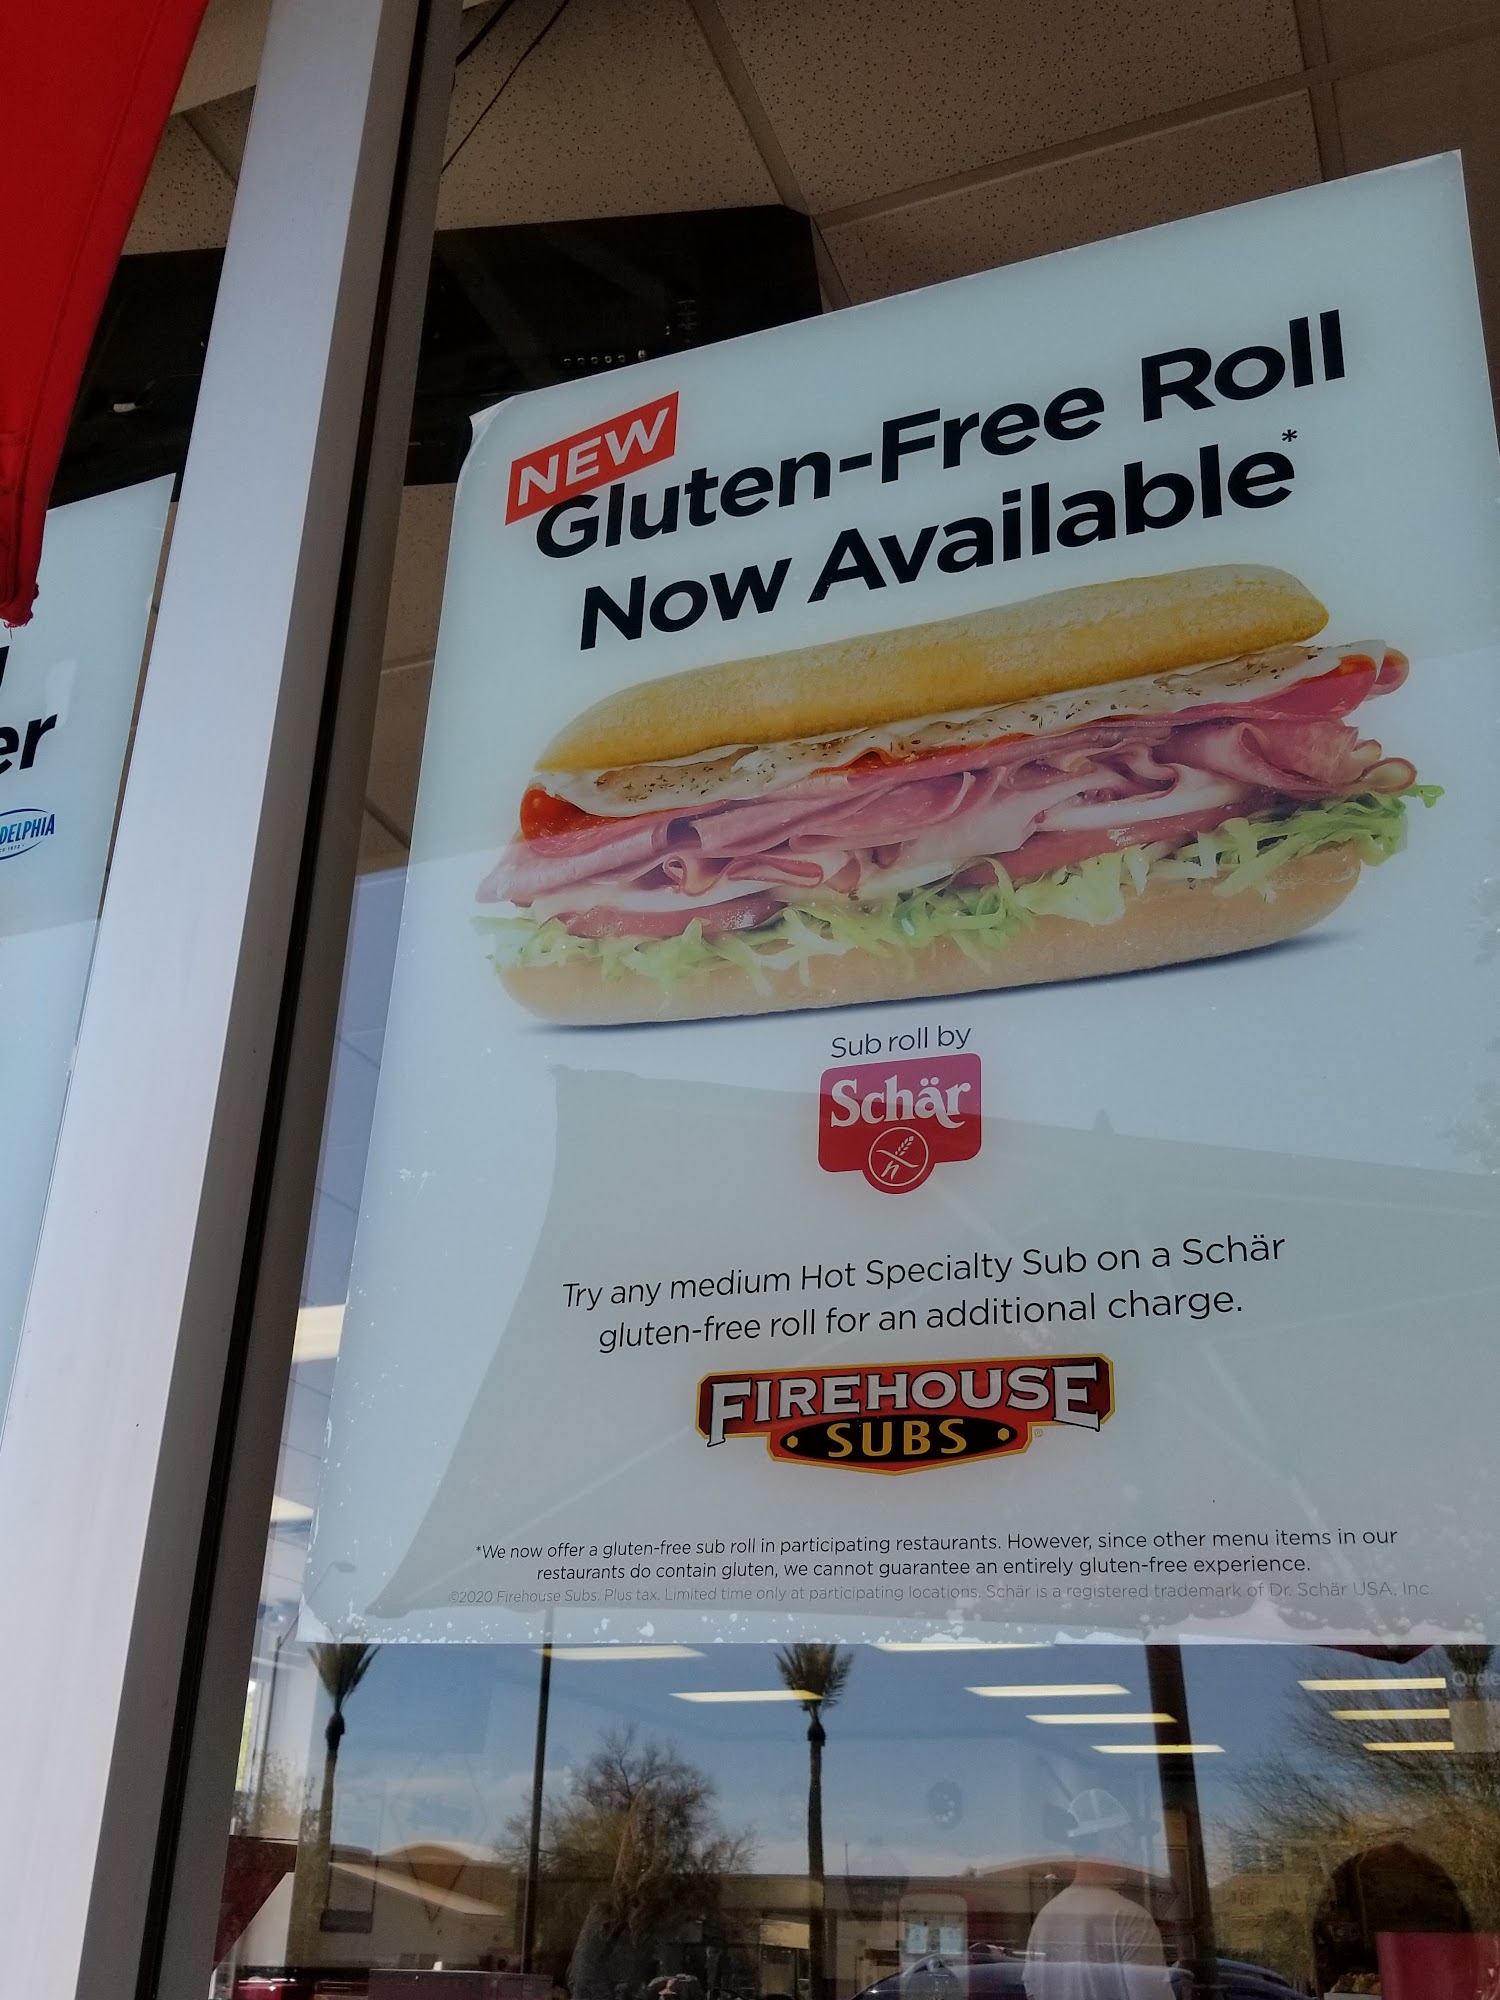 NEW
Gluten-Free Roll
Now Available*
Sub roll by
Schär
Try any medium Hot Specialty Sub on a Schär
gluten-free roll for an additional charge.
FIREHOUSE
SUBS
*We now offer a gluten-free sub roll in participating restaurants. However, since other menu items in our
restaurants do contain gluten, we cannot guarantee an entirely gluten-free experience.
©2020 Firehouse Subs. Plus tax. Limited time only at participating locations. Schär is a registered trademark of Dr. Schär USA, Inc.
er
DELPHIA
Orde